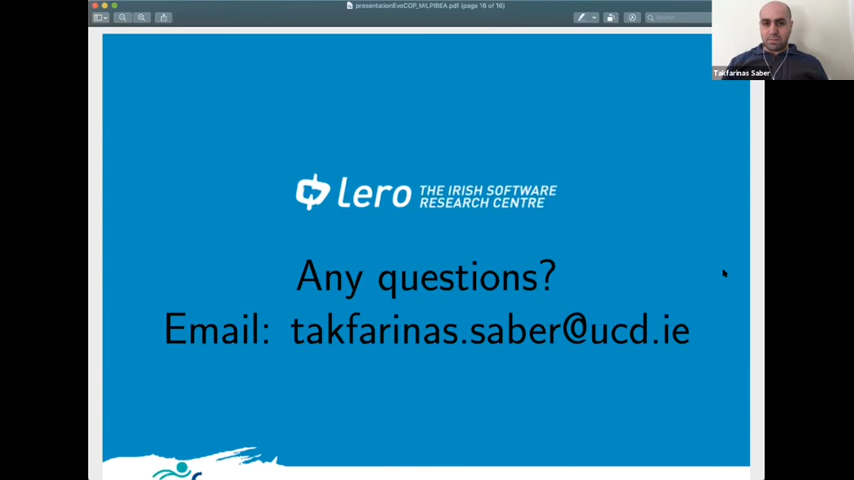 presentationEvoCOP_MILPIBEA.pdf (page 16 of 16)
Search
Takfarinas Saber
Lero THE IRISH SOFTWARE
RESEARCH CENTRE
Any questions?
Email: takfarinas.saber@ucd.ie